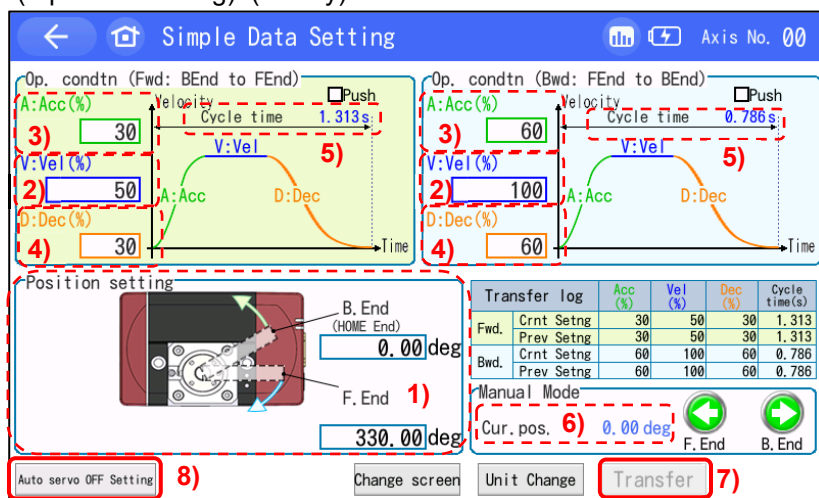 Simple Data Setting
Axis No. 00
Op. condtn (Fwd: BEnd to FEnd)
Push
A:Acc(%)
Velocity
Cycle time 1.313s
3) 30
5)
V:Vel
V:Vel(%)
2) 50
A:Acc
D:Dec
D:Dec(%)
4) 30
Time
Op. condtn (Bwd: FEnd to BEnd)
Push
A:Acc(%)
Velocity
Cycle time 0.786s
3) 60
5)
V:Vel
V:Vel(%)
2) 100
A:Acc
D:Dec
D:Dec(%)
4) 60
Time
Position setting
B.End
(HOME End)
0.00 deg
F.End 1)
330.00 deg
Transfer log Acc (%) Vel (%) Dec (%) Cycle time(s)
Fwd. Crnt Setng 30 50 30 1.313
Prev Setng 30 50 30 1.313
Bwd. Crnt Setng 60 100 60 0.786
Prev Setng 60 100 60 0.786
Manual Mode
Cur.pos. 6) 0.00 deg
F.End B.End
Auto servo OFF Setting 8) Change screen Unit Change Transfer 7)